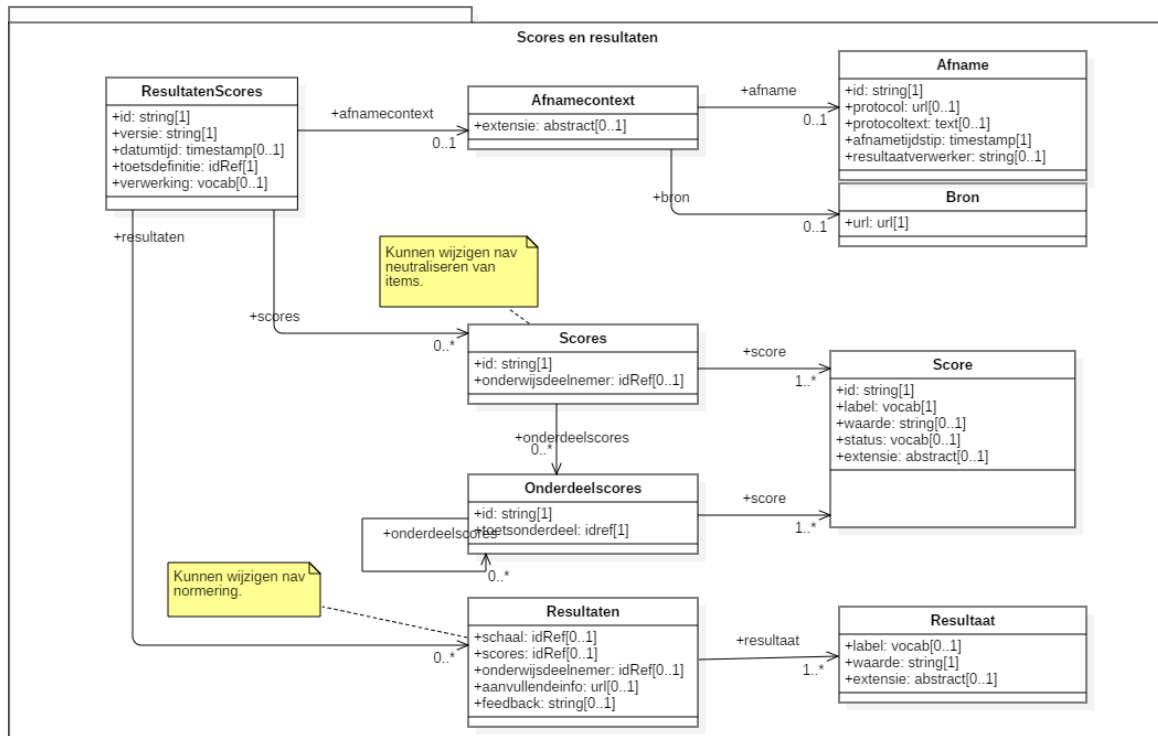 Scores en resultaten
ResultatenScores
+id: string[1]
+versie: string[1]
+datumtijd: timestamp[0..1]
+toetsdefinitie: idRef[1]
+verwerking: vocab[0..1]
+afnamecontext
0..1
Afnamecontext
+extensie: abstract[0..1]
+afname
0..1
Afname
+id: string[1]
+protocol: url[0..1]
+protocoltext: text[0..1]
+afnametijdstip: timestamp[1]
+resultaatverwerker: string[0..1]
+bron
0..1
Bron
+url: url[1]
+resultaten
Kunnen wijzigen nav
neutraliseren van
items.
+scores
0..*
Scores
+id: string[1]
+onderwijsdeelnemer: idRef[0..1]
+score
1..*
Score
+id: string[1]
+label: vocab[1]
+waarde: string[0..1]
+status: vocab[0..1]
+extensie: abstract[0..1]
+onderdeelscores
0..*
Onderdeelscores
+id: string[1]
+toetsonderdeel: idref[1]
+score
1..*
+onderdeelscores
0..*
Kunnen wijzigen nav
normering.
0..*
Resultaten
+schaal: idRef[0..1]
+scores: idRef[0..1]
+onderwijsdeelnemer: idRef[0..1]
+aanvullendeinfo: url[0..1]
+feedback: string[0..1]
+resultaat
1..*
Resultaat
+label: vocab[0..1]
+waarde: string[1]
+extensie: abstract[0..1]